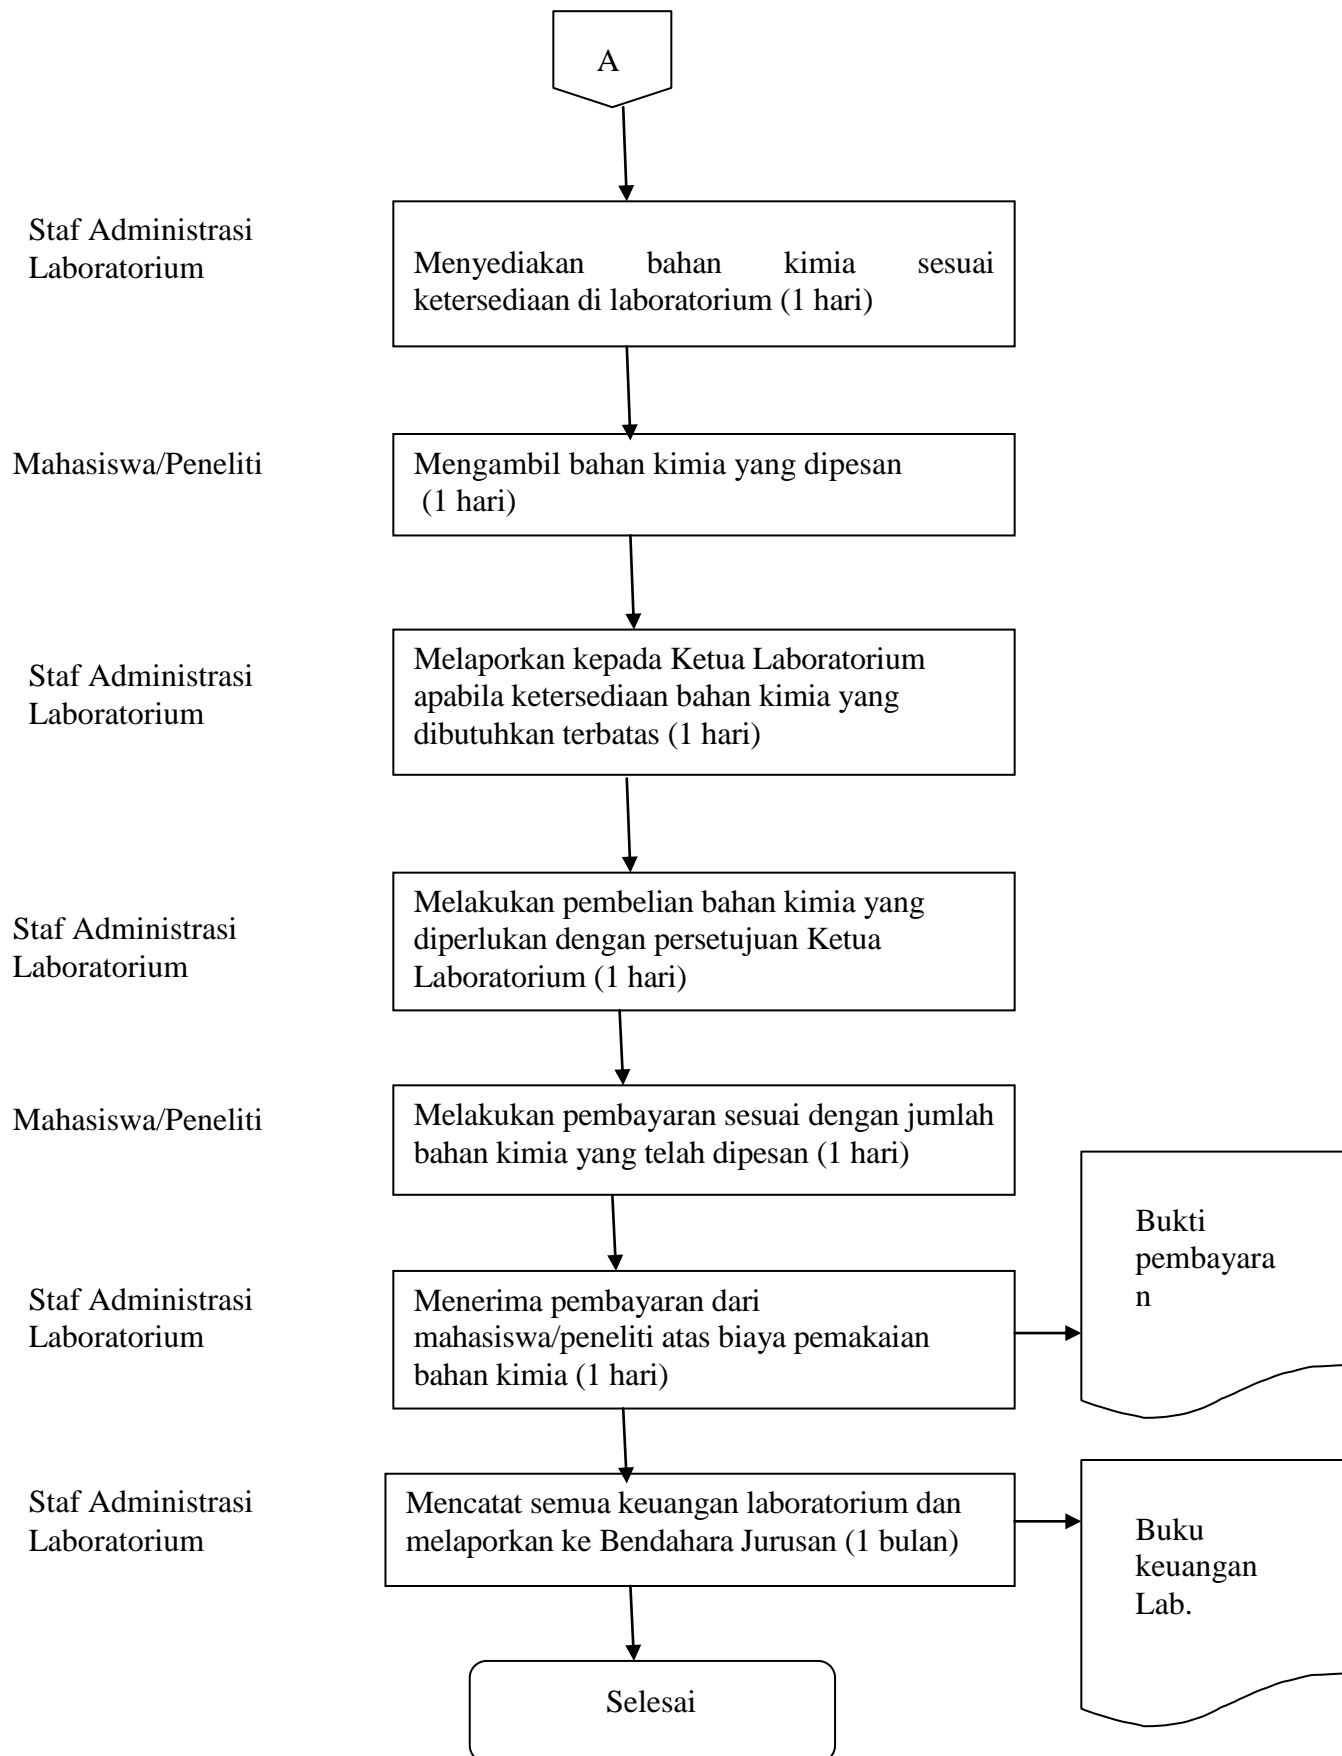 A
Staf Administrasi
Laboratorium
Menyediakan bahan kimia sesuai
ketersediaan di laboratorium (1 hari)
Mahasiswa/Peneliti
Mengambil bahan kimia yang dipesan
(1 hari)
Staf Administrasi
Laboratorium
Melaporkan kepada Ketua Laboratorium
apabila ketersediaan bahan kimia yang
dibutuhkan terbatas (1 hari)
Staf Administrasi
Laboratorium
Melakukan pembelian bahan kimia yang
diperlukan dengan persetujuan Ketua
Laboratorium (1 hari)
Mahasiswa/Peneliti
Melakukan pembayaran sesuai dengan jumlah
bahan kimia yang telah dipesan (1 hari)
Staf Administrasi
Laboratorium
Menerima pembayaran dari
mahasiswa/peneliti atas biaya pemakaian
bahan kimia (1 hari)
Bukti
pembayara
n
Staf Administrasi
Laboratorium
Mencatat semua keuangan laboratorium dan
melaporkan ke Bendahara Jurusan (1 bulan)
Buku
keuangan
Lab.
Selesai